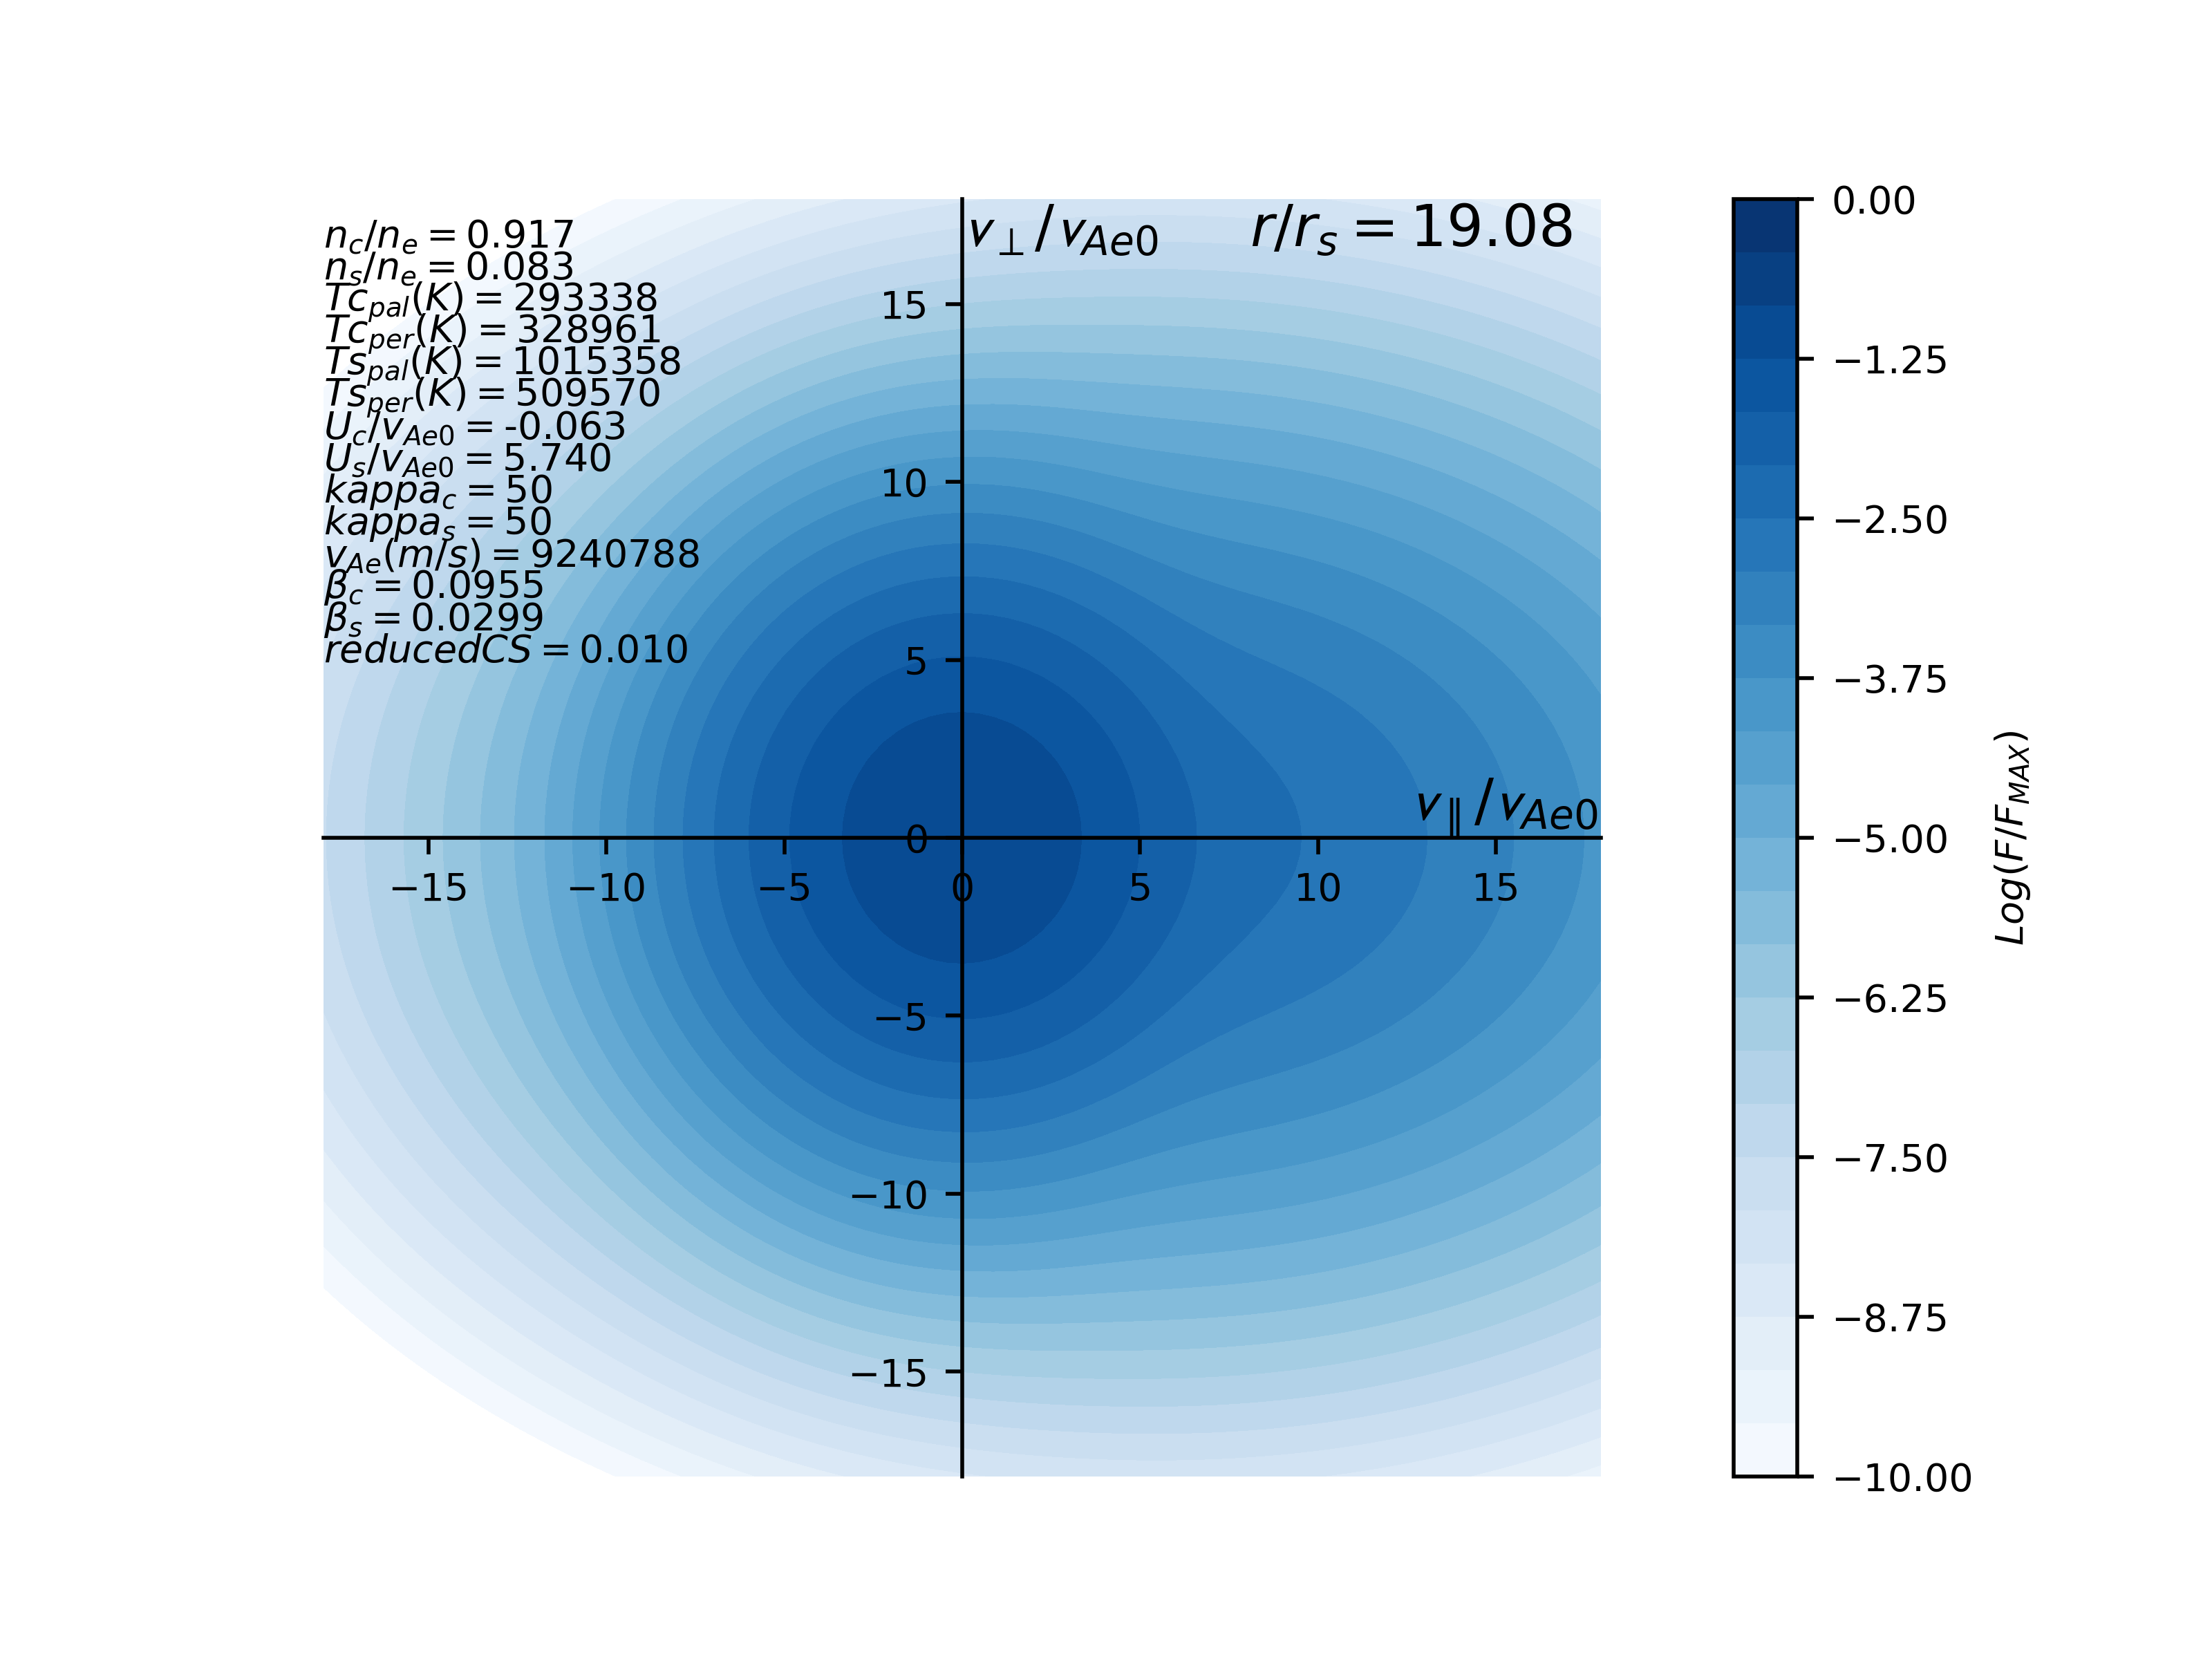 n_c/n_e = 0.917
n_s/n_e = 0.083
Tc_pal(K) = 293338
Tc_per(K) = 328961
Ts_pal(K) = 1015358
Ts_per(K) = 509570
U_c/v_Ae0 = -0.063
U_s/v_Ae0 = 5.740
kappa_c = 50
kappa_s = 50
v_Ae(m/s) = 9240788
β_c = 0.0955
β_s = 0.0299
reducedCS = 0.010
v_⊥/v_Ae0
r/r_s = 19.08
15
10
5
0
−5
−10
−15
v_∥/v_Ae0
−15 −10 −5 0 5 10 15
0.00
−1.25
−2.50
−3.75
−5.00
−6.25
−7.50
−8.75
−10.00
Log(F/F_MAX)